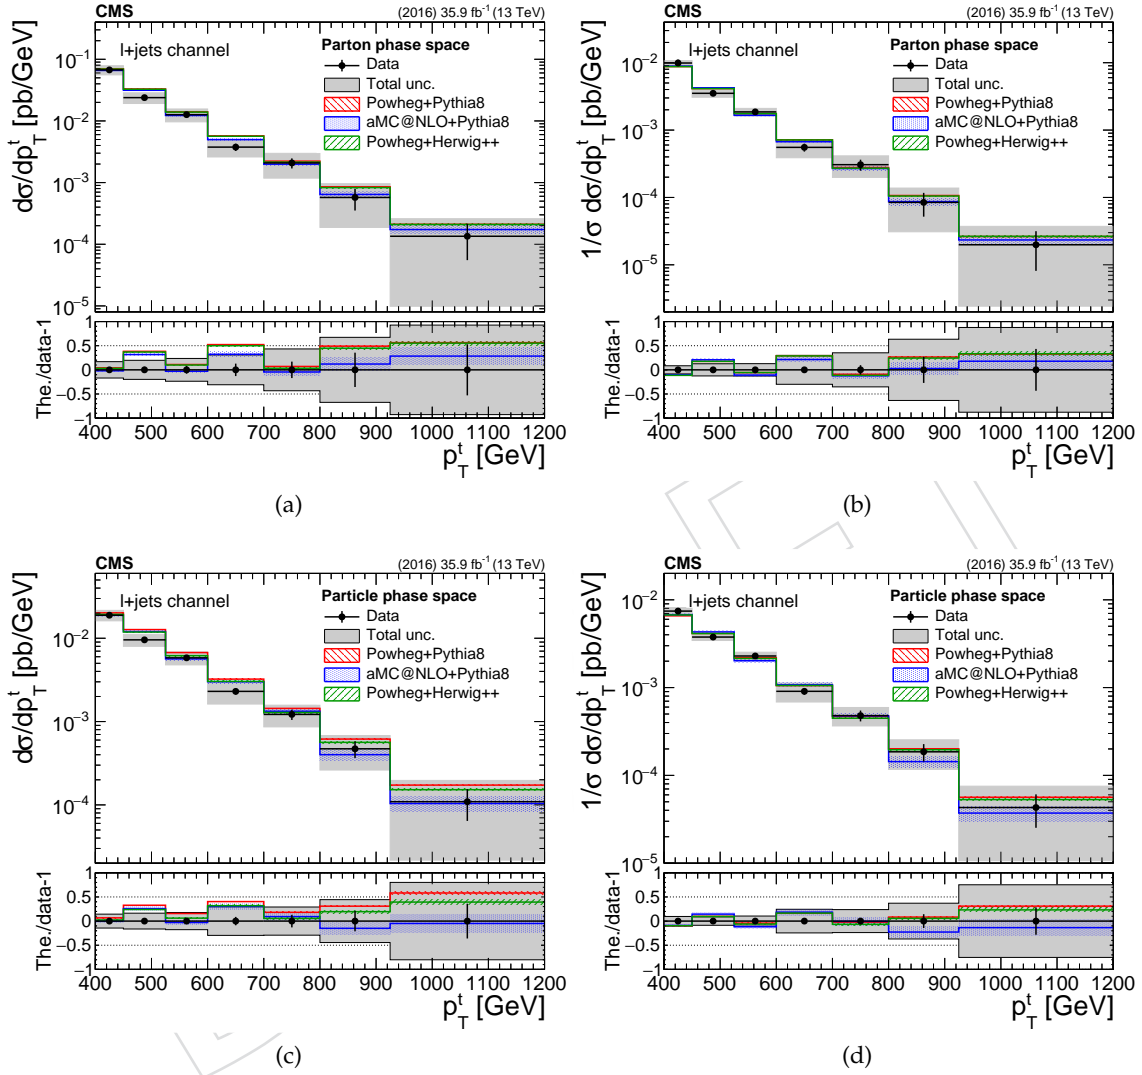 CMS (2016) 35.9 fb⁻¹ (13 TeV)
l+jets channel
Parton phase space
Data
Total unc.
Powheg+Pythia8
aMC@NLO+Pythia8
Powheg+Herwig++
dσ/dp_T^t [pb/GeV]
10⁻¹
10⁻²
10⁻³
10⁻⁴
10⁻⁵
The./data-1
1
0.5
0
−0.5
−1
400 500 600 700 800 900 1000 1100 1200
p_T^t [GeV]
(a)
CMS (2016) 35.9 fb⁻¹ (13 TeV)
l+jets channel
Parton phase space
Data
Total unc.
Powheg+Pythia8
aMC@NLO+Pythia8
Powheg+Herwig++
1/σ dσ/dp_T^t [pb/GeV]
10⁻²
10⁻³
10⁻⁴
10⁻⁵
The./data-1
1
0.5
0
−0.5
−1
400 500 600 700 800 900 1000 1100 1200
p_T^t [GeV]
(b)
CMS (2016) 35.9 fb⁻¹ (13 TeV)
l+jets channel
Particle phase space
Data
Total unc.
Powheg+Pythia8
aMC@NLO+Pythia8
Powheg+Herwig++
dσ/dp_T^t [pb/GeV]
10⁻²
10⁻³
10⁻⁴
The./data-1
1
0.5
0
−0.5
−1
400 500 600 700 800 900 1000 1100 1200
p_T^t [GeV]
(c)
CMS (2016) 35.9 fb⁻¹ (13 TeV)
l+jets channel
Particle phase space
Data
Total unc.
Powheg+Pythia8
aMC@NLO+Pythia8
Powheg+Herwig++
1/σ dσ/dp_T^t [pb/GeV]
10⁻²
10⁻³
10⁻⁴
10⁻⁵
The./data-1
1
0.5
0
−0.5
−1
400 500 600 700 800 900 1000 1100 1200
p_T^t [GeV]
(d)